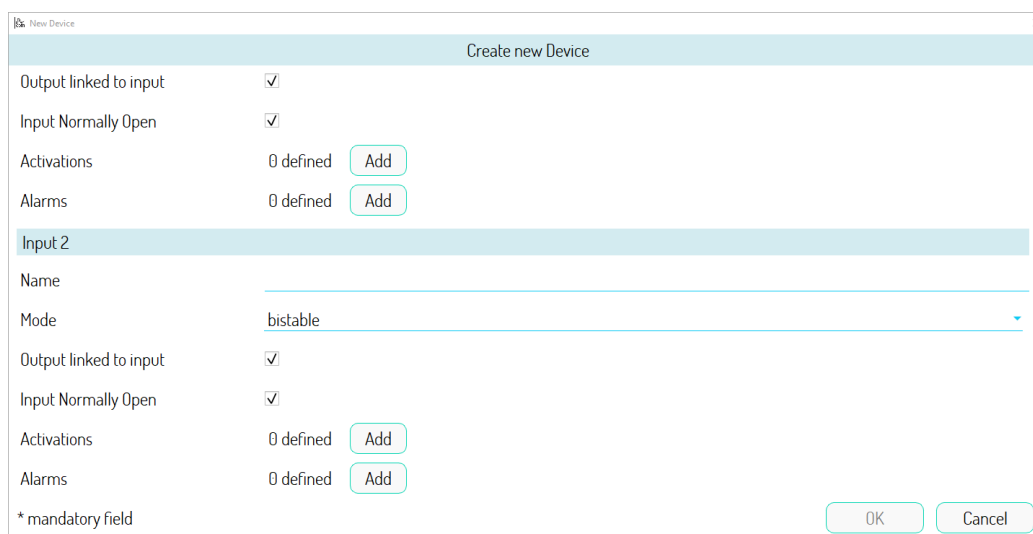 New Device
Create new Device
Output linked to input
Input Normally Open
Activations 0 defined Add
Alarms 0 defined Add
Input 2
Name
Mode bistable
Output linked to input
Input Normally Open
Activations 0 defined Add
Alarms 0 defined Add
* mandatory field OK Cancel